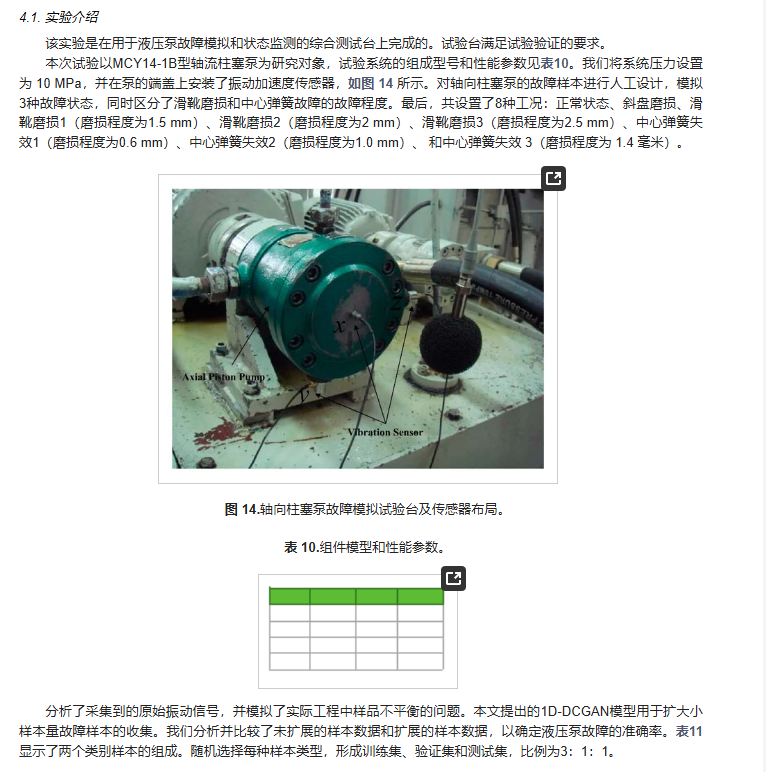 4.1. 实验介绍
该实验是在用于液压泵故障模拟和状态监测的综合测试台上完成的。试验台满足试验验证的要求。
本次试验以MCY14-1B型轴流柱塞泵为研究对象，试验系统的组成型号和性能参数见表10。我们将系统压力设置
为 10 MPa，并在泵的端盖上安装了振动加速度传感器，如图 14 所示。对轴向柱塞泵的故障样本进行人工设计，模拟
3种故障状态，同时区分了滑靴磨损和中心弹簧故障的故障程度。最后，共设置了8种工况：正常状态、斜盘磨损、滑
靴磨损1（磨损程度为1.5 mm）、滑靴磨损2（磨损程度为2 mm）、滑靴磨损3（磨损程度为2.5 mm）、中心弹簧失
效1（磨损程度为0.6 mm）、中心弹簧失效2（磨损程度为1.0 mm）、 和中心弹簧失效 3（磨损程度为 1.4 毫米）。
x
Axial Piston Pump
Vibration Sensor
图 14.轴向柱塞泵故障模拟试验台及传感器布局。
表 10.组件模型和性能参数。
分析了采集到的原始振动信号，并模拟了实际工程中样品不平衡的问题。本文提出的1D-DCGAN模型用于扩大小
样本量故障样本的收集。我们分析并比较了未扩展的样本数据和扩展的样本数据，以确定液压泵故障的准确率。表11
显示了两个类别样本的组成。随机选择每种样本类型，形成训练集、验证集和测试集，比例为3：1：1。